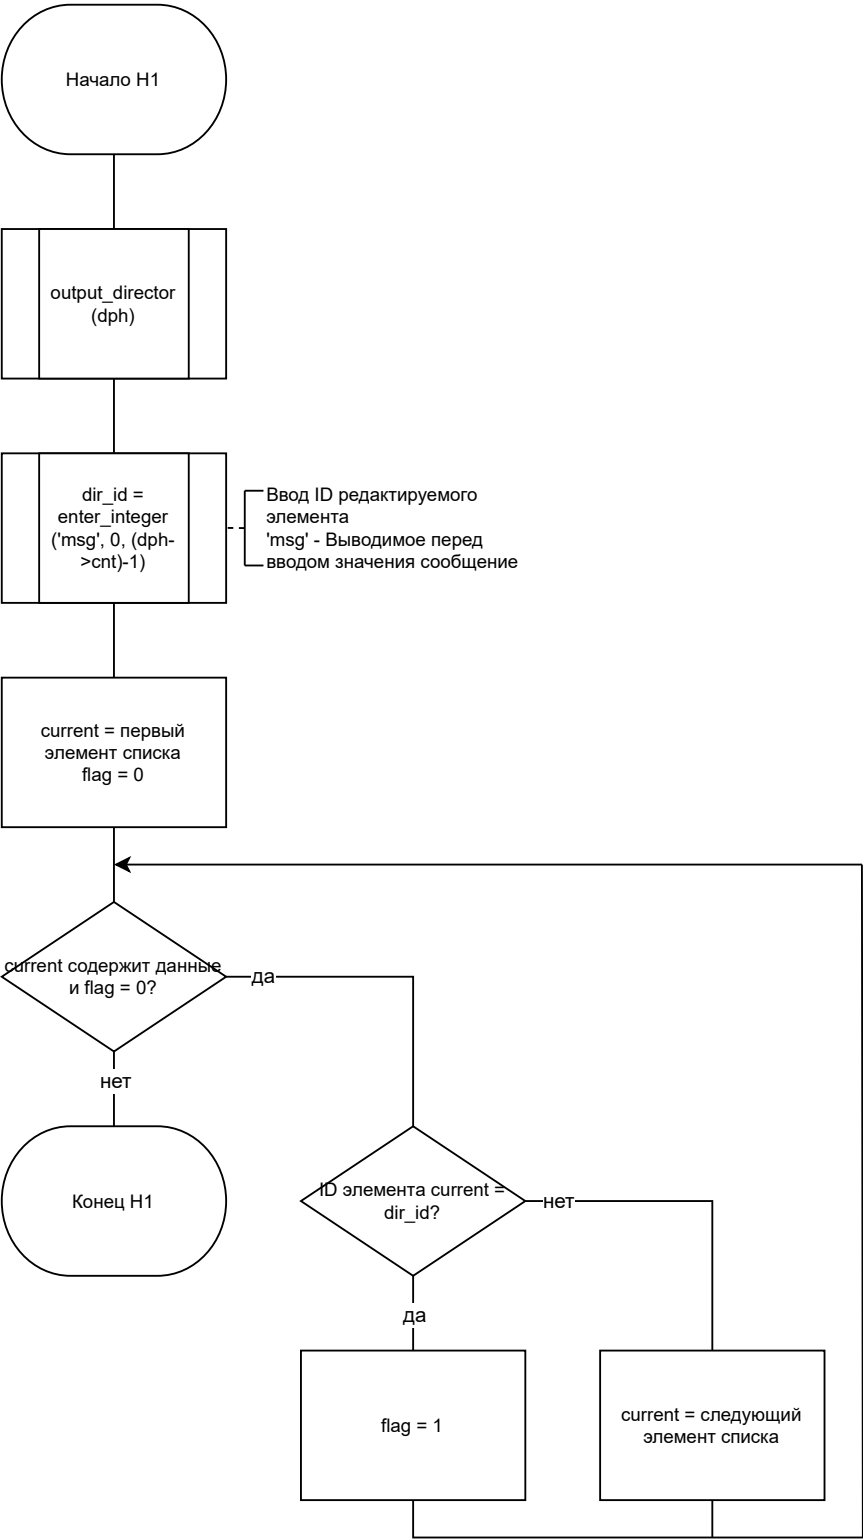 Начало H1
output_director
(dph)
dir_id =
enter_integer
('msg', 0, (dph-
>cnt)-1)
Ввод ID редактируемого
элемента
'msg' - Выводимое перед
вводом значения сообщение
current = первый
элемент списка
flag = 0
current содержит данные
и flag = 0?
да
нет
Конец H1
ID элемента current =
dir_id?
нет
да
flag = 1
current = следующий
элемент списка